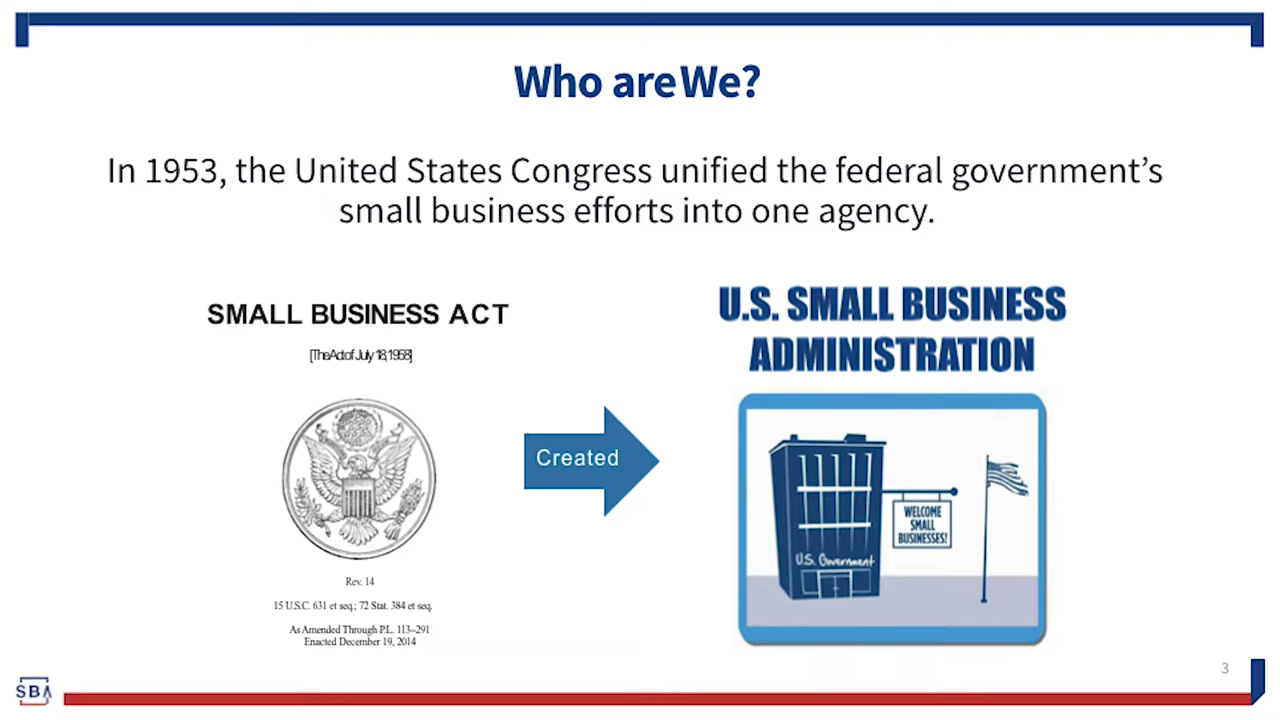 Who are We?
In 1953, the United States Congress unified the federal government’s
small business efforts into one agency.
SMALL BUSINESS ACT
[The Act of July 18, 1958]
Rev. 14
15 U.S.C. 631 et seq.; 72 Stat. 384 et seq.
As Amended Through P.L. 113–291
Enacted December 19, 2014
Created
U.S. SMALL BUSINESS
ADMINISTRATION
WELCOME
SMALL
BUSINESSES!
U.S. Government
3
SBA